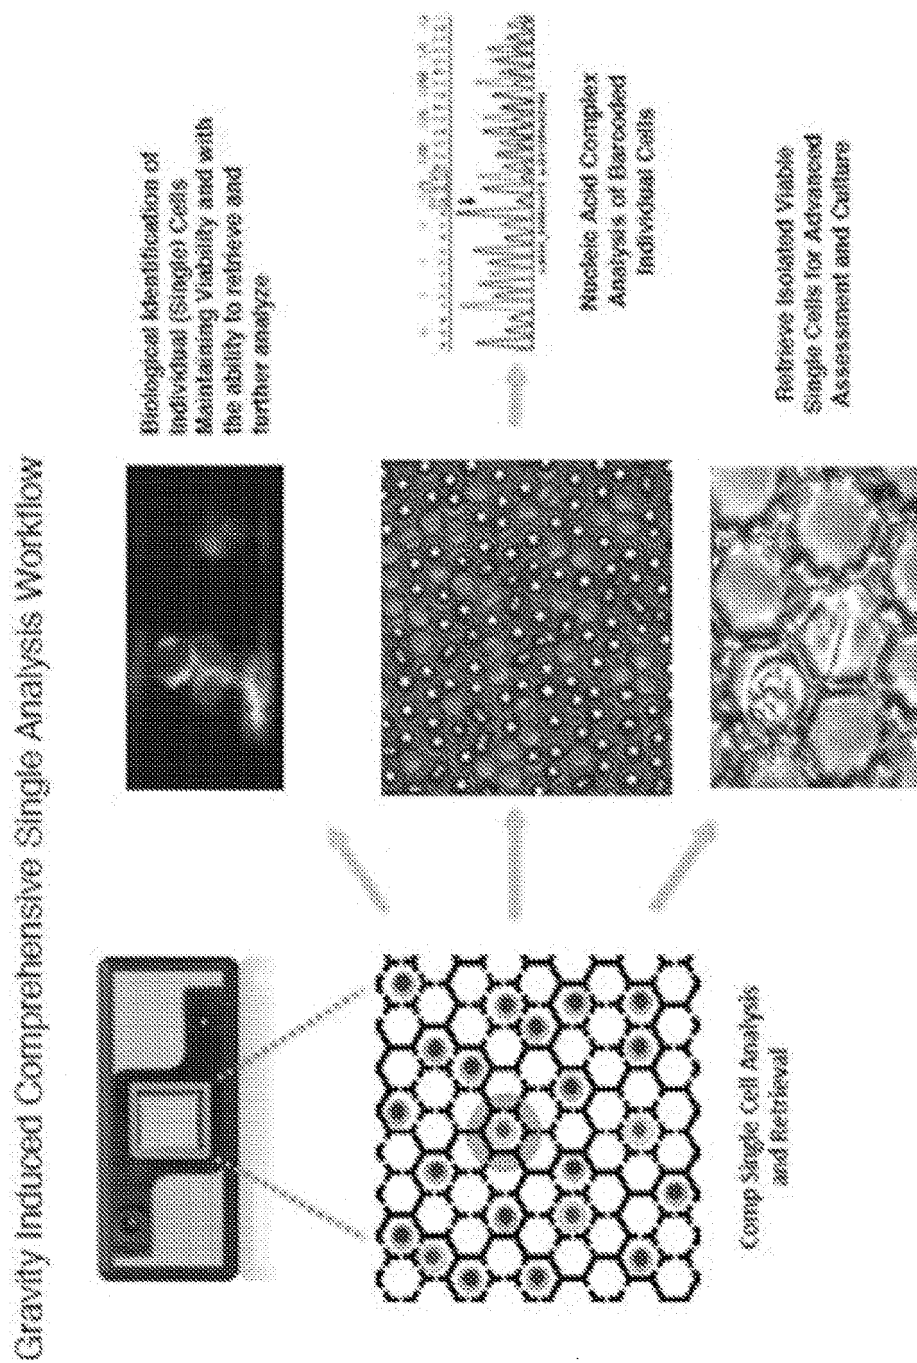 Gravity Induced Comprehensive Single Analysis Workflow
Biological Identification of
Individual (Single) Cells
Maintaining Viability and with
the ability to retrieve and
further analyze
Nucleic Acid Complex
Analysis of Barcoded
Individual Cells
Retrieve Isolated Viable
Single Cells for Advanced
Assessment and Culture
Comp Single Cell Analysis
and Retrieval